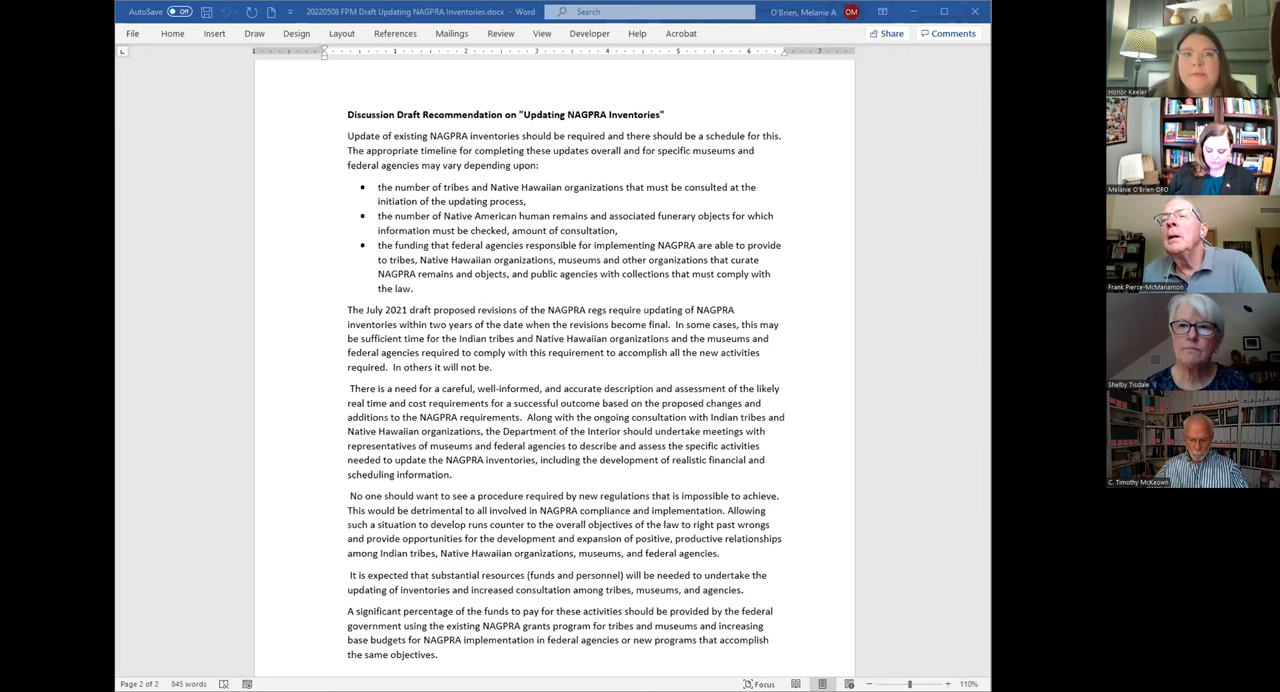 AutoSave Off 20220508 FPM Draft Updating NAGPRA Inventories.docx - Word Search O'Brien, Melanie A OM
File Home Insert Draw Design Layout References Mailings Review View Developer Help Acrobat Share Comments
1 1 2 3 4 5 6 7
Discussion Draft Recommendation on "Updating NAGPRA Inventories"
Update of existing NAGPRA inventories should be required and there should be a schedule for this.
The appropriate timeline for completing these updates overall and for specific museums and
federal agencies may vary depending upon:
• the number of tribes and Native Hawaiian organizations that must be consulted at the
initiation of the updating process,
• the number of Native American human remains and associated funerary objects for which
information must be checked, amount of consultation,
• the funding that federal agencies responsible for implementing NAGPRA are able to provide
to tribes, Native Hawaiian organizations, museums and other organizations that curate
NAGPRA remains and objects, and public agencies with collections that must comply with
the law.
The July 2021 draft proposed revisions of the NAGPRA regs require updating of NAGPRA
inventories within two years of the date when the revisions become final. In some cases, this may
be sufficient time for the Indian tribes and Native Hawaiian organizations and the museums and
federal agencies required to comply with this requirement to accomplish all the new activities
required. In others it will not be.
There is a need for a careful, well-informed, and accurate description and assessment of the likely
real time and cost requirements for a successful outcome based on the proposed changes and
additions to the NAGPRA requirements. Along with the ongoing consultation with Indian tribes and
Native Hawaiian organizations, the Department of the Interior should undertake meetings with
representatives of museums and federal agencies to describe and assess the specific activities
needed to update the NAGPRA inventories, including the development of realistic financial and
scheduling information.
No one should want to see a procedure required by new regulations that is impossible to achieve.
This would be detrimental to all involved in NAGPRA compliance and implementation. Allowing
such a situation to develop runs counter to the overall objectives of the law to right past wrongs
and provide opportunities for the development and expansion of positive, productive relationships
among Indian tribes, Native Hawaiian organizations, museums, and federal agencies.
It is expected that substantial resources (funds and personnel) will be needed to undertake the
updating of inventories and increased consultation among tribes, museums, and agencies.
A significant percentage of the funds to pay for these activities should be provided by the federal
government using the existing NAGPRA grants program for tribes and museums and increasing
base budgets for NAGPRA implementation in federal agencies or new programs that accomplish
the same objectives.
Page 2 of 2 845 words Focus 110%
Honor Keeler
Melanie O'Brien-DFO
Frank Pierce-McManamon
Shelby Tisdale
C. Timothy McKeown